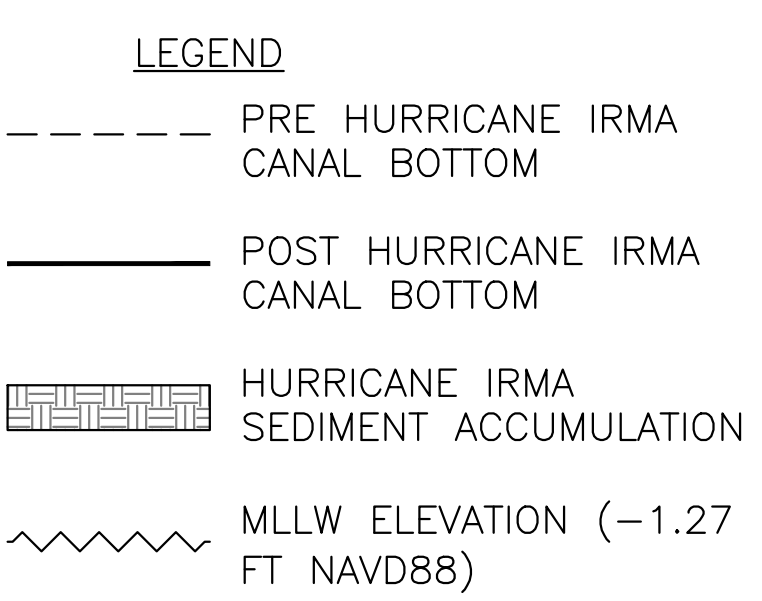 LEGEND
PRE HURRICANE IRMA
CANAL BOTTOM
POST HURRICANE IRMA
CANAL BOTTOM
HURRICANE IRMA
SEDIMENT ACCUMULATION
MLLW ELEVATION (-1.27
FT NAVD88)